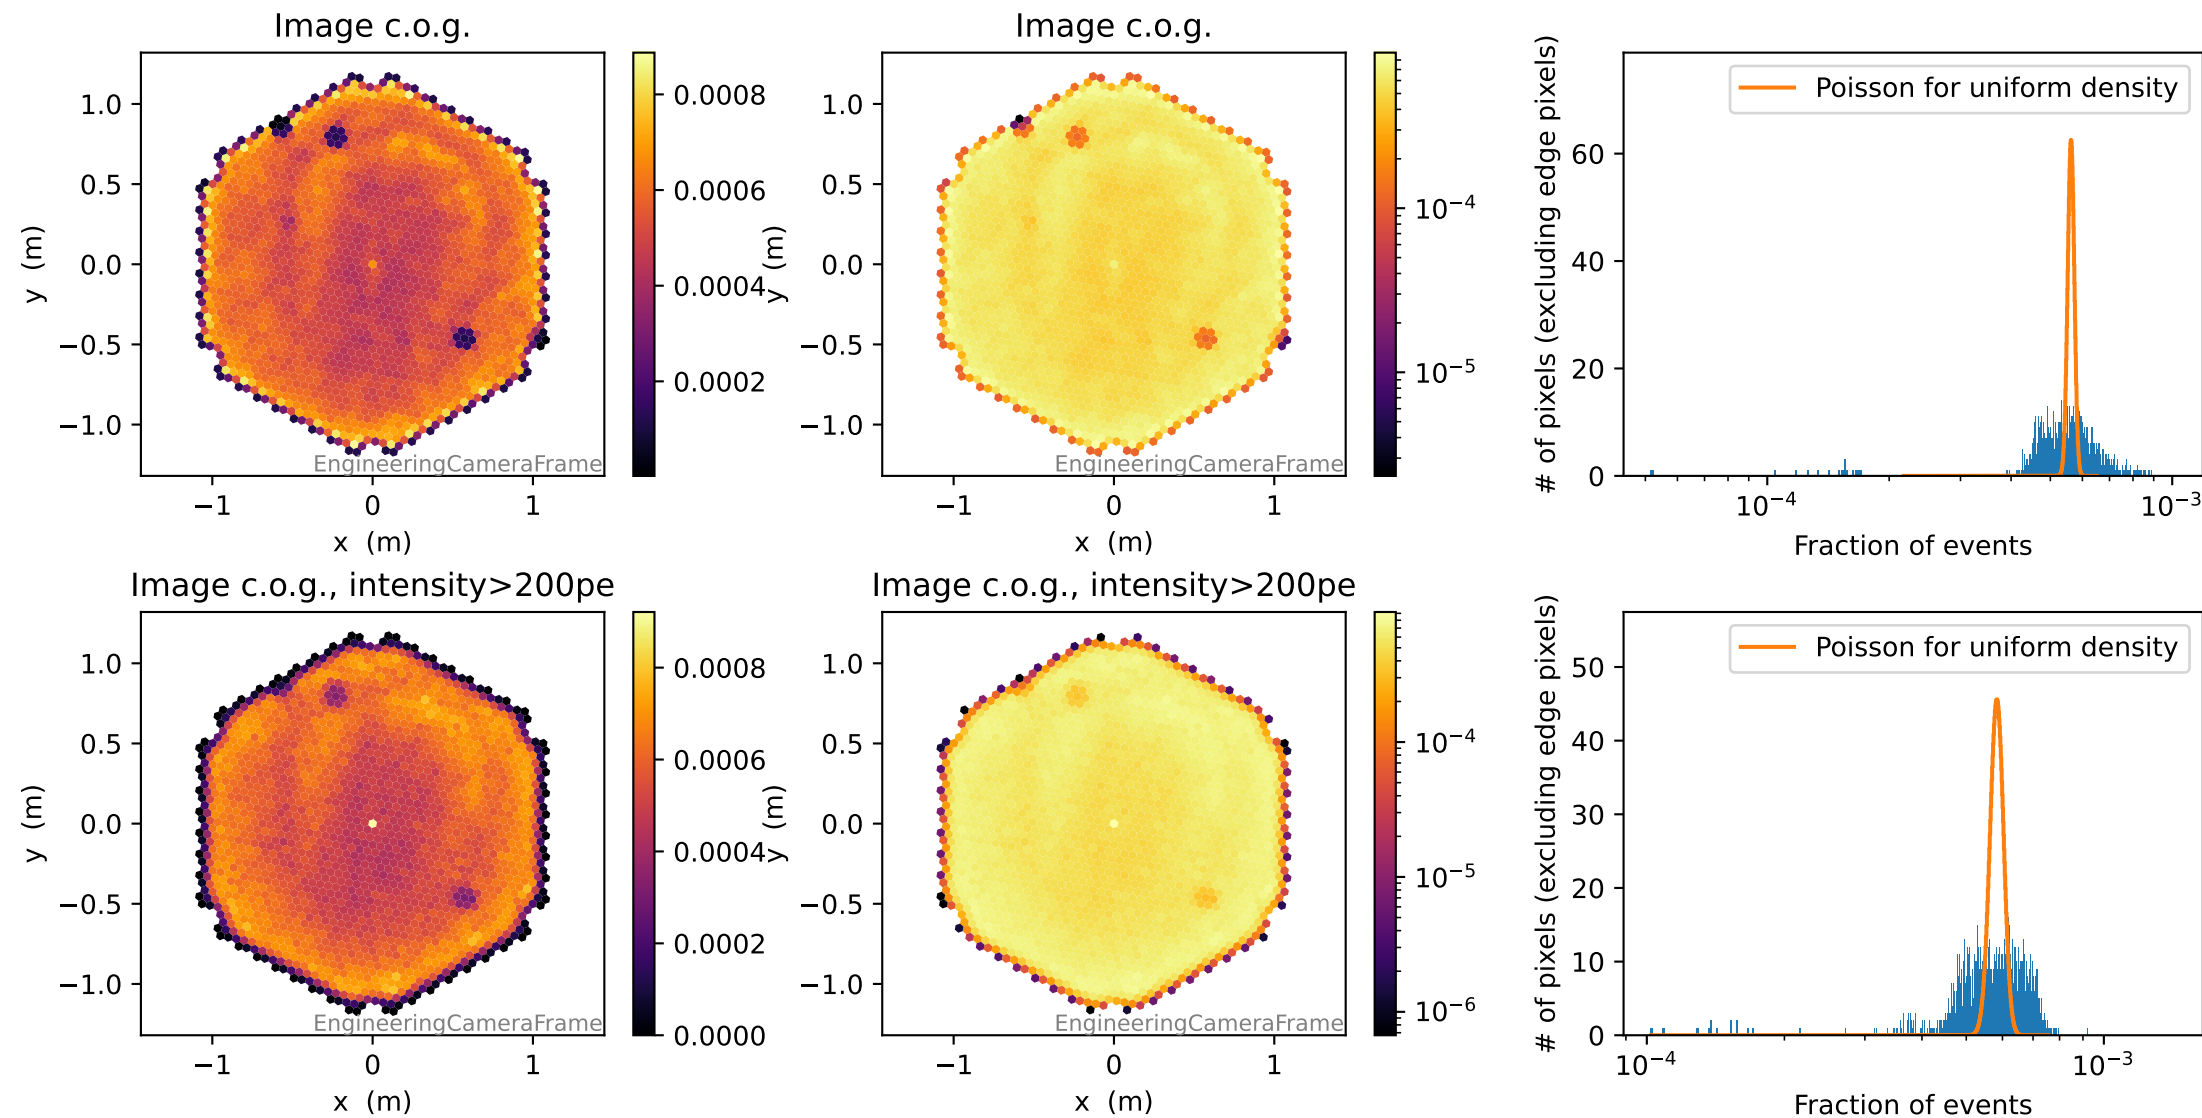 Image c.o.g.
1.0
0.5
0.0
−0.5
−1.0
y (m)
−1
0
1
x (m)
EngineeringCameraFrame
0.0008
0.0006
0.0004
0.0002
Image c.o.g.
1.0
0.5
0.0
−0.5
−1.0
y (m)
−1
0
1
x (m)
EngineeringCameraFrame
10⁻⁴
10⁻⁵
# of pixels (excluding edge pixels)
60
40
20
0
Poisson for uniform density
10⁻⁴
10⁻³
Fraction of events
Image c.o.g., intensity>200pe
1.0
0.5
0.0
−0.5
−1.0
y (m)
−1
0
1
x (m)
EngineeringCameraFrame
0.0008
0.0006
0.0004
0.0002
0.0000
Image c.o.g., intensity>200pe
1.0
0.5
0.0
−0.5
−1.0
y (m)
−1
0
1
x (m)
EngineeringCameraFrame
10⁻⁴
10⁻⁵
10⁻⁶
# of pixels (excluding edge pixels)
50
40
30
20
10
0
Poisson for uniform density
10⁻⁴
10⁻³
Fraction of events